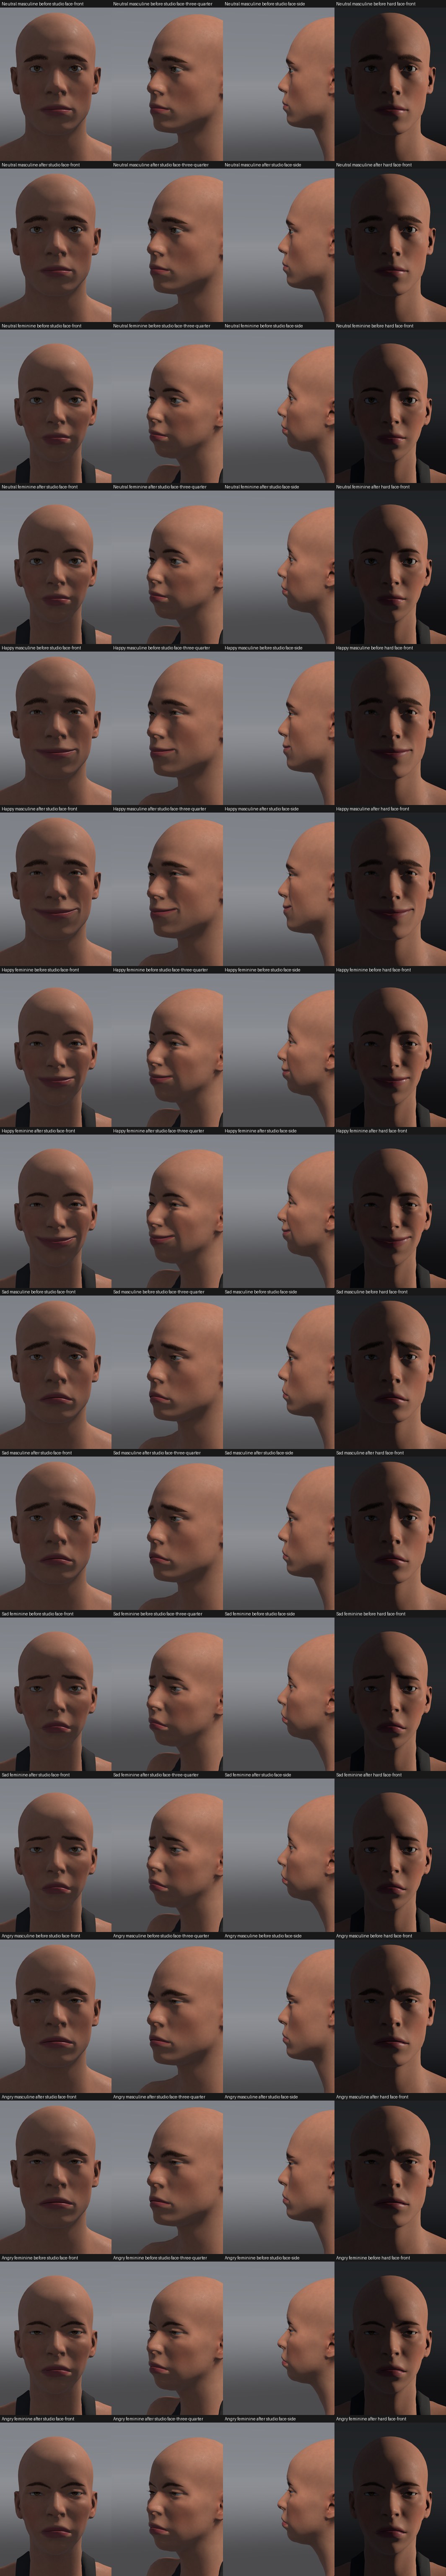 Neutral masculine before studio face-front
Neutral masculine before studio face-three-quarter
Neutral masculine before studio face-side
Neutral masculine before hard face-front
Neutral masculine after studio face-front
Neutral masculine after studio face-three-quarter
Neutral masculine after studio face-side
Neutral masculine after hard face-front
Neutral feminine before studio face-front
Neutral feminine before studio face-three-quarter
Neutral feminine before studio face-side
Neutral feminine before hard face-front
Neutral feminine after studio face-front
Neutral feminine after studio face-three-quarter
Neutral feminine after studio face-side
Neutral feminine after hard face-front
Happy masculine before studio face-front
Happy masculine before studio face-three-quarter
Happy masculine before studio face-side
Happy masculine before hard face-front
Happy masculine after studio face-front
Happy masculine after studio face-three-quarter
Happy masculine after studio face-side
Happy masculine after hard face-front
Happy feminine before studio face-front
Happy feminine before studio face-three-quarter
Happy feminine before studio face-side
Happy feminine before hard face-front
Happy feminine after studio face-front
Happy feminine after studio face-three-quarter
Happy feminine after studio face-side
Happy feminine after hard face-front
Sad masculine before studio face-front
Sad masculine before studio face-three-quarter
Sad masculine before studio face-side
Sad masculine before hard face-front
Sad masculine after studio face-front
Sad masculine after studio face-three-quarter
Sad masculine after studio face-side
Sad masculine after hard face-front
Sad feminine before studio face-front
Sad feminine before studio face-three-quarter
Sad feminine before studio face-side
Sad feminine before hard face-front
Sad feminine after studio face-front
Sad feminine after studio face-three-quarter
Sad feminine after studio face-side
Sad feminine after hard face-front
Angry masculine before studio face-front
Angry masculine before studio face-three-quarter
Angry masculine before studio face-side
Angry masculine before hard face-front
Angry masculine after studio face-front
Angry masculine after studio face-three-quarter
Angry masculine after studio face-side
Angry masculine after hard face-front
Angry feminine before studio face-front
Angry feminine before studio face-three-quarter
Angry feminine before studio face-side
Angry feminine before hard face-front
Angry feminine after studio face-front
Angry feminine after studio face-three-quarter
Angry feminine after studio face-side
Angry feminine after hard face-front